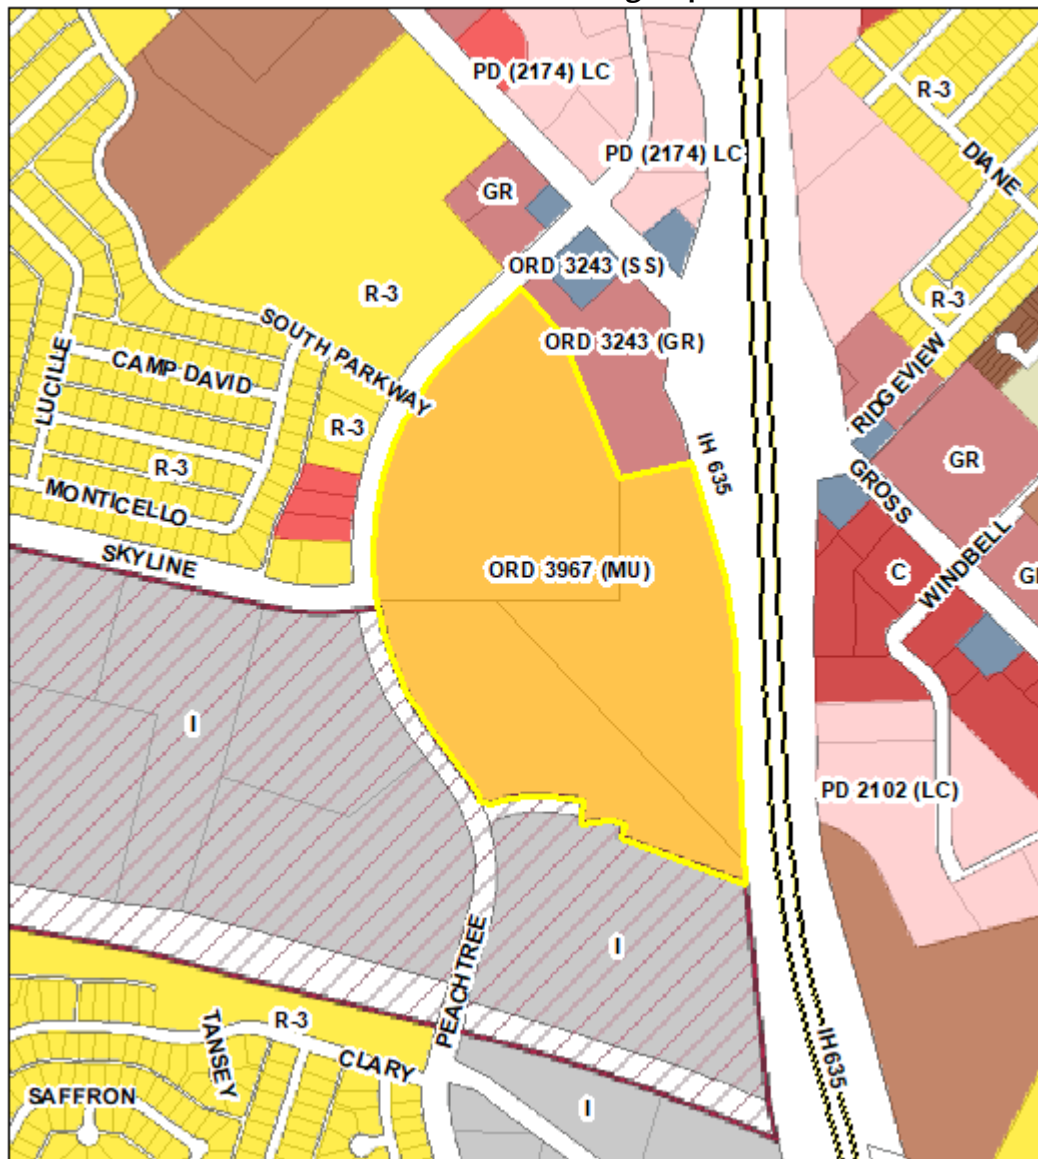 PD (2174) LC
R-3
PD (2174) LC
DIANE
GR
ORD 3243 (SS)
R-3
R-3
SOUTH PARKWAY
ORD 3243 (GR)
LUCILLE
CAMP DAVID
RIDGEVIEW
R-3
IH 635
GR
R-3
GROSS
MONTICELLO
SKYLINE
ORD 3967 (MU)
C
WINDBELL
I
PD 2102 (LC)
I
PEACHTREE
R-3
TANSEY
CLARY
IH 635
SAFFRON
I